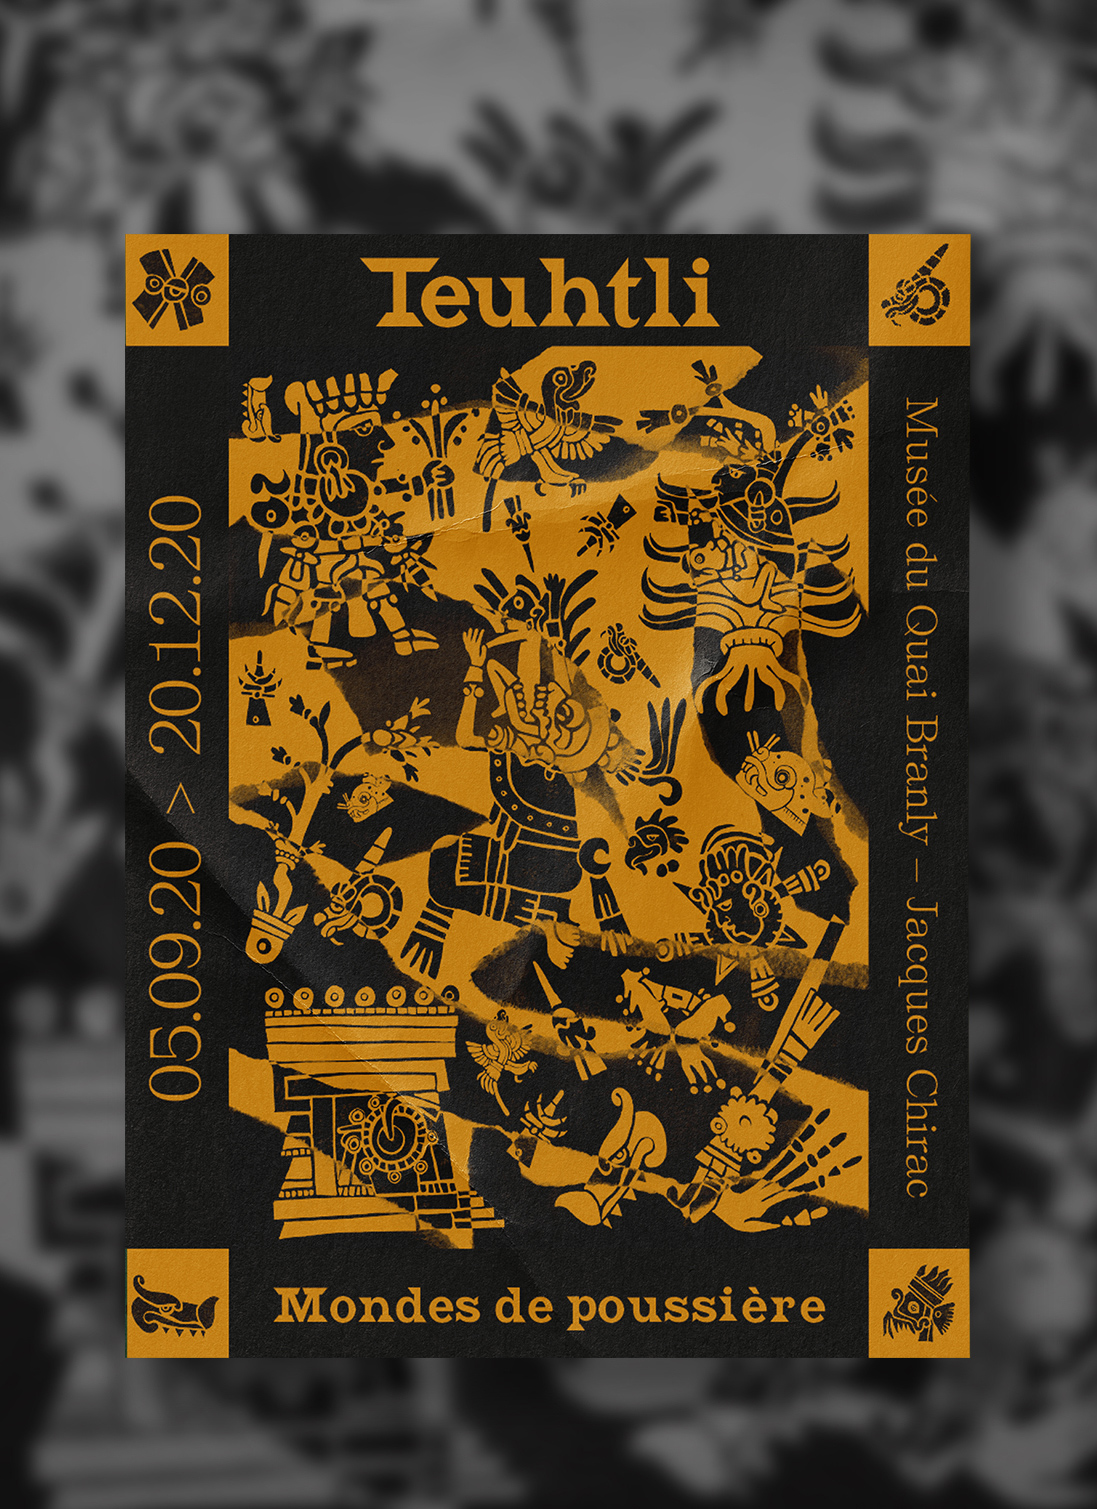 Teuhtli
05.09.20 > 20.12.20
Musée du Quai Branly – Jacques Chirac
Mondes de poussière